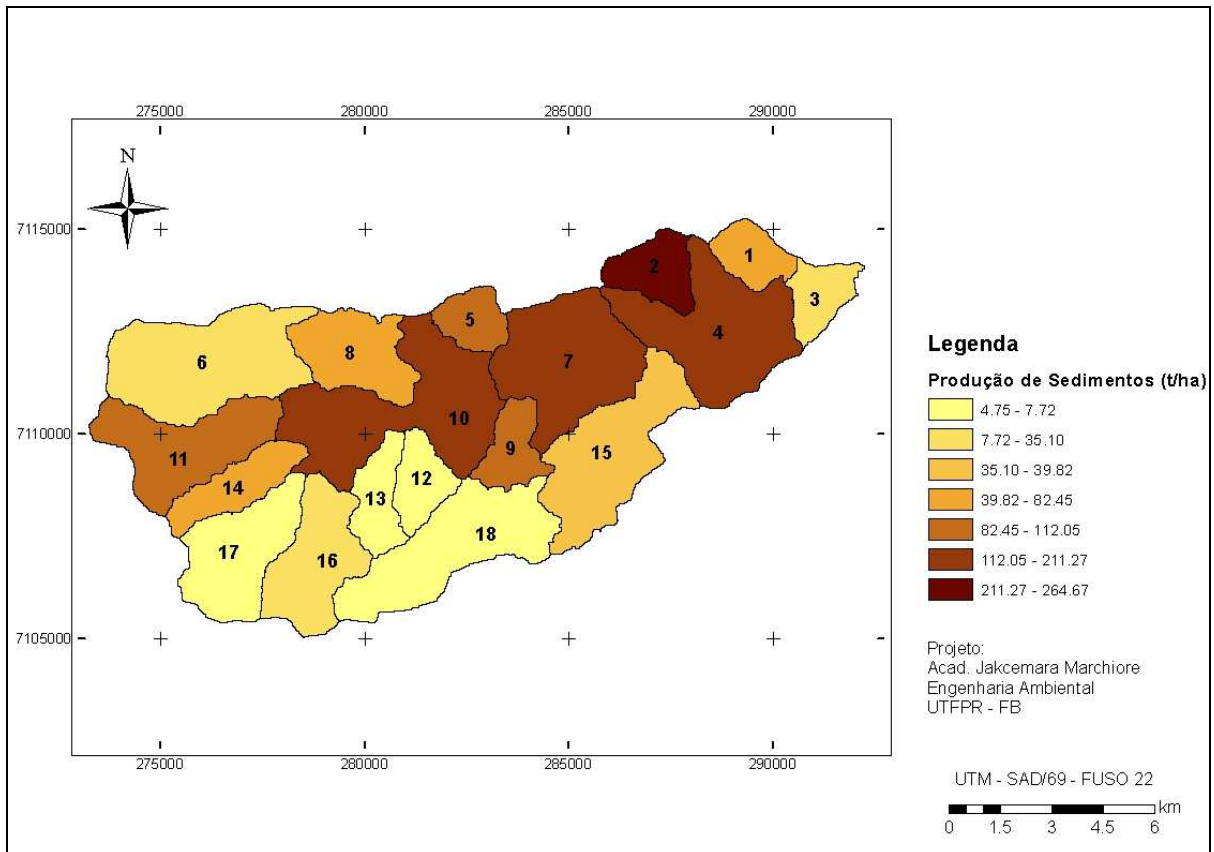 275000 280000 285000 290000
N
7115000
7110000
7105000
1
2
3
4
5
6
7
8
9
10
11
12
13
14
15
16
17
18
275000 280000 285000 290000
Legenda
Produção de Sedimentos (t/ha)
4.75 - 7.72
7.72 - 35.10
35.10 - 39.82
39.82 - 82.45
82.45 - 112.05
112.05 - 211.27
211.27 - 264.67
Projeto:
Acad. Jakcemara Marchiore
Engenharia Ambiental
UTFPR - FB
UTM - SAD/69 - FUSO 22
km
0 1.5 3 4.5 6